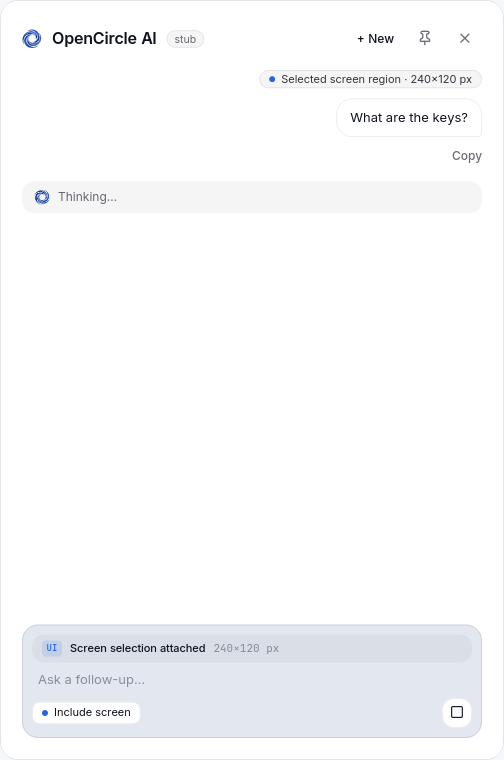 OpenCircle AI stub + New
Selected screen region · 240×120 px
What are the keys?
Copy
Thinking...
UI Screen selection attached 240×120 px
Ask a follow-up...
Include screen